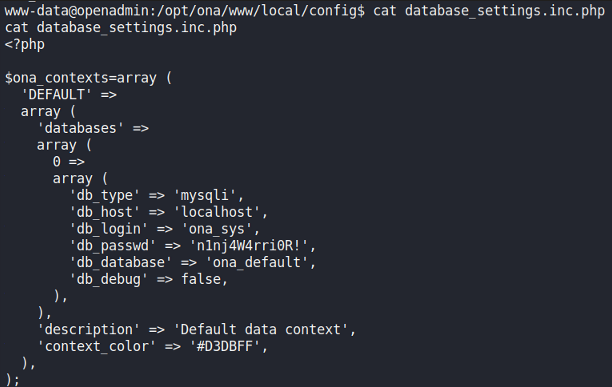 www-data@openadmin:/opt/ona/www/local/config$ cat database_settings.inc.php
cat database_settings.inc.php
<?php

$ona_contexts=array (
  'DEFAULT' =>
  array (
    'databases' =>
    array (
      0 =>
      array (
        'db_type' => 'mysqli',
        'db_host' => 'localhost',
        'db_login' => 'ona_sys',
        'db_passwd' => 'n1nj4W4rri0R!',
        'db_database' => 'ona_default',
        'db_debug' => false,
      ),
    ),
    'description' => 'Default data context',
    'context_color' => '#D3DBFF',
  ),
);